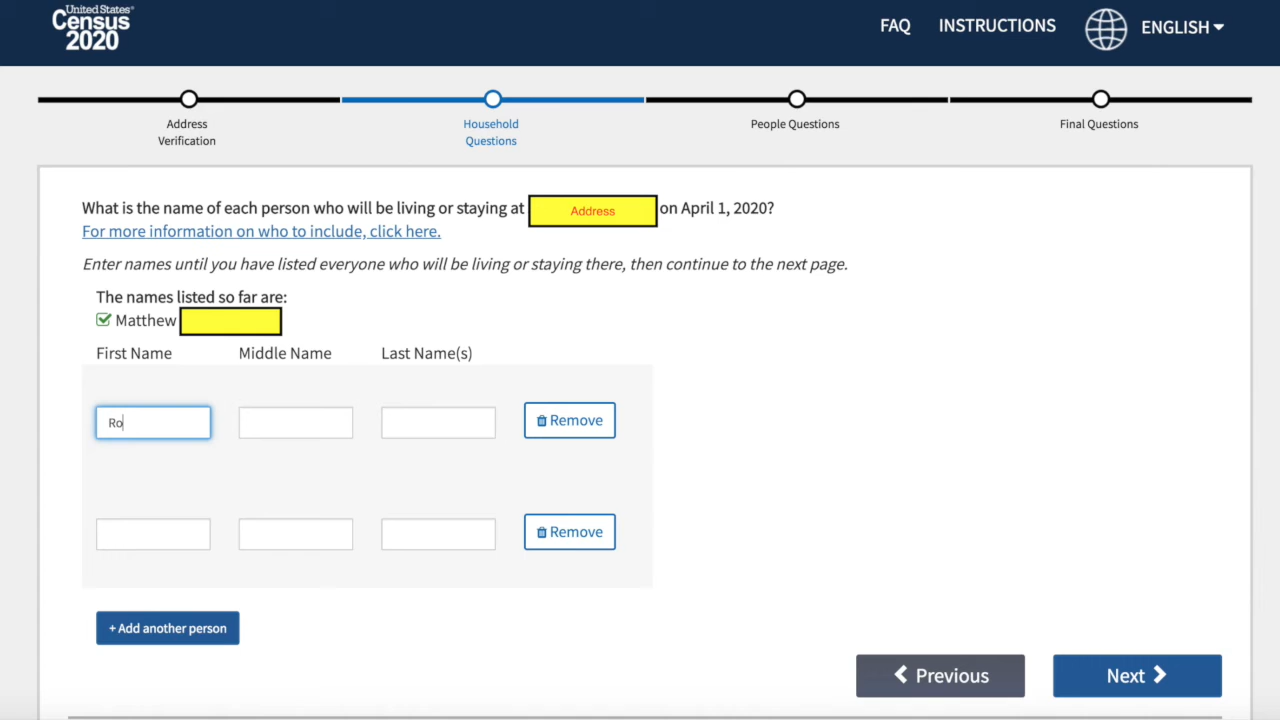 United States®
Census
2020
FAQ
INSTRUCTIONS
ENGLISH
Address
Verification
Household
Questions
People Questions
Final Questions
What is the name of each person who will be living or staying at Address on April 1, 2020?
For more information on who to include, click here.
Enter names until you have listed everyone who will be living or staying there, then continue to the next page.
The names listed so far are:
Matthew
First Name Middle Name Last Name(s)
Ro
Remove
Remove
+ Add another person
Previous
Next